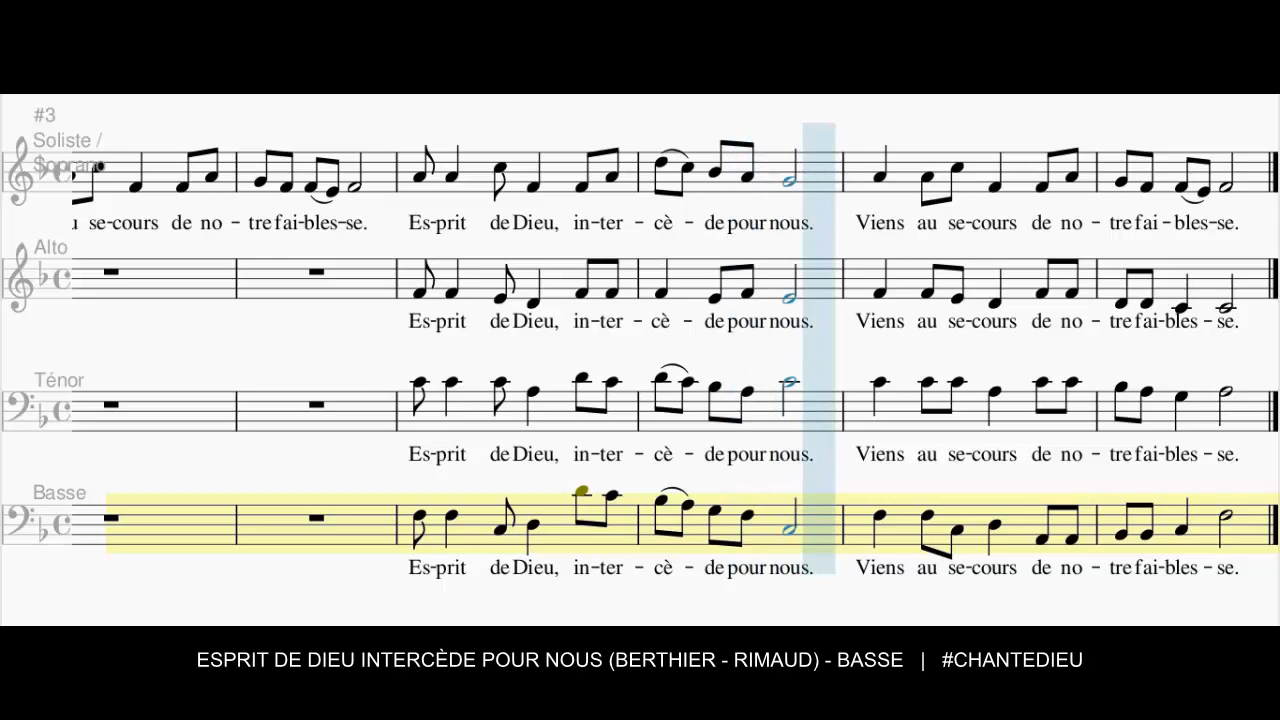 #3
Soliste /
Soprano
se-cours de no - tre fai-bles-se. Es-prit de Dieu, in-ter - cè - de pour nous. Viens au se-cours de no - tre fai - bles-se.
Alto
Es-prit de Dieu, in-ter - cè - de pour nous. Viens au se-cours de no - tre fai-bles - se.
Ténor
Es-prit de Dieu, in-ter - cè - de pour nous. Viens au se-cours de no - tre fai-bles - se.
Basse
Es-prit de Dieu, in-ter - cè - de pour nous. Viens au se-cours de no - tre fai-bles - se.
ESPRIT DE DIEU INTERCÈDE POUR NOUS (BERTHIER - RIMAUD) - BASSE | #CHANTEDIEU